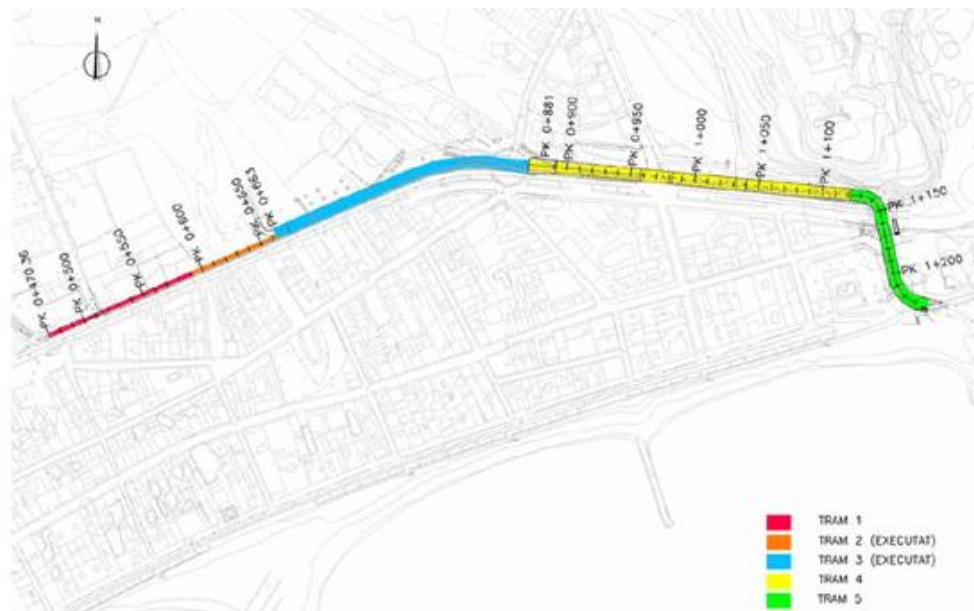 N
PK 0+470.96
PK 0+500
PK 0+550
PK 0+600
PK 0+650
PK 0+663
PK 0+881
PK 0+900
PK 0+950
PK 1+000
PK 1+050
PK 1+100
PK 1+150
PK 1+200
TRAM 1
TRAM 2 (EXECUTAT)
TRAM 3 (EXECUTAT)
TRAM 4
TRAM 5